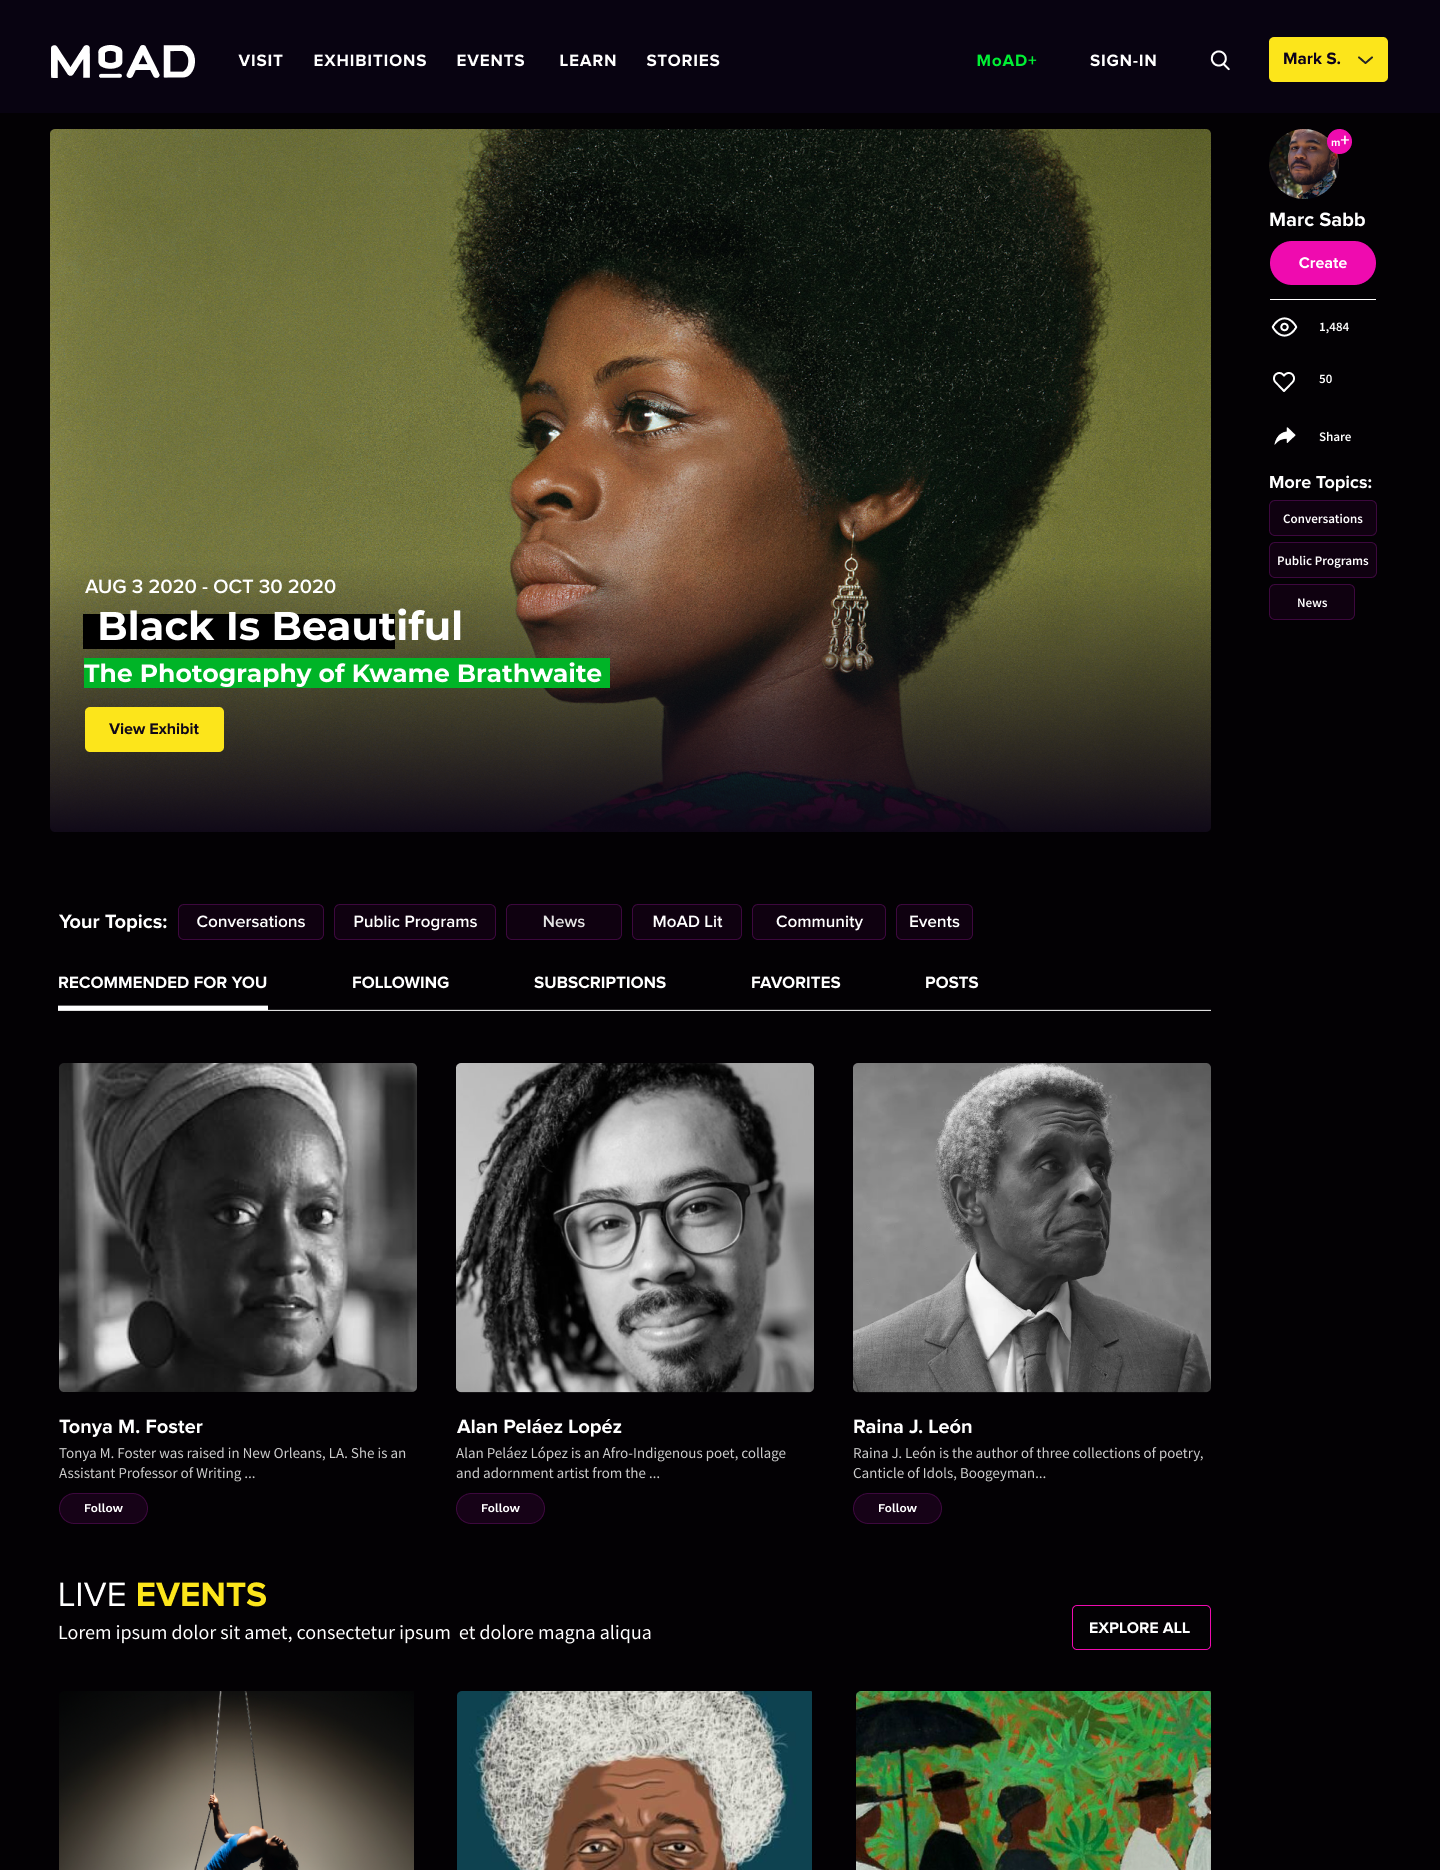 MOAD
VISIT EXHIBITIONS EVENTS LEARN STORIES MoAD+ SIGN-IN Mark S.
m+
Marc Sabb
Create
1,484
50
Share
More Topics:
Conversations
Public Programs
News
AUG 3 2020 - OCT 30 2020
Black Is Beautiful
The Photography of Kwame Brathwaite
View Exhibit
Your Topics: Conversations Public Programs News MoAD Lit Community Events
RECOMMENDED FOR YOU FOLLOWING SUBSCRIPTIONS FAVORITES POSTS
Tonya M. Foster
Tonya M. Foster was raised in New Orleans, LA. She is an
Assistant Professor of Writing ...
Follow
Alan Peláez Lopéz
Alan Peláez López is an Afro-Indigenous poet, collage
and adornment artist from the ...
Follow
Raina J. León
Raina J. León is the author of three collections of poetry,
Canticle of Idols, Boogeyman...
Follow
LIVE EVENTS
Lorem ipsum dolor sit amet, consectetur ipsum et dolore magna aliqua
EXPLORE ALL